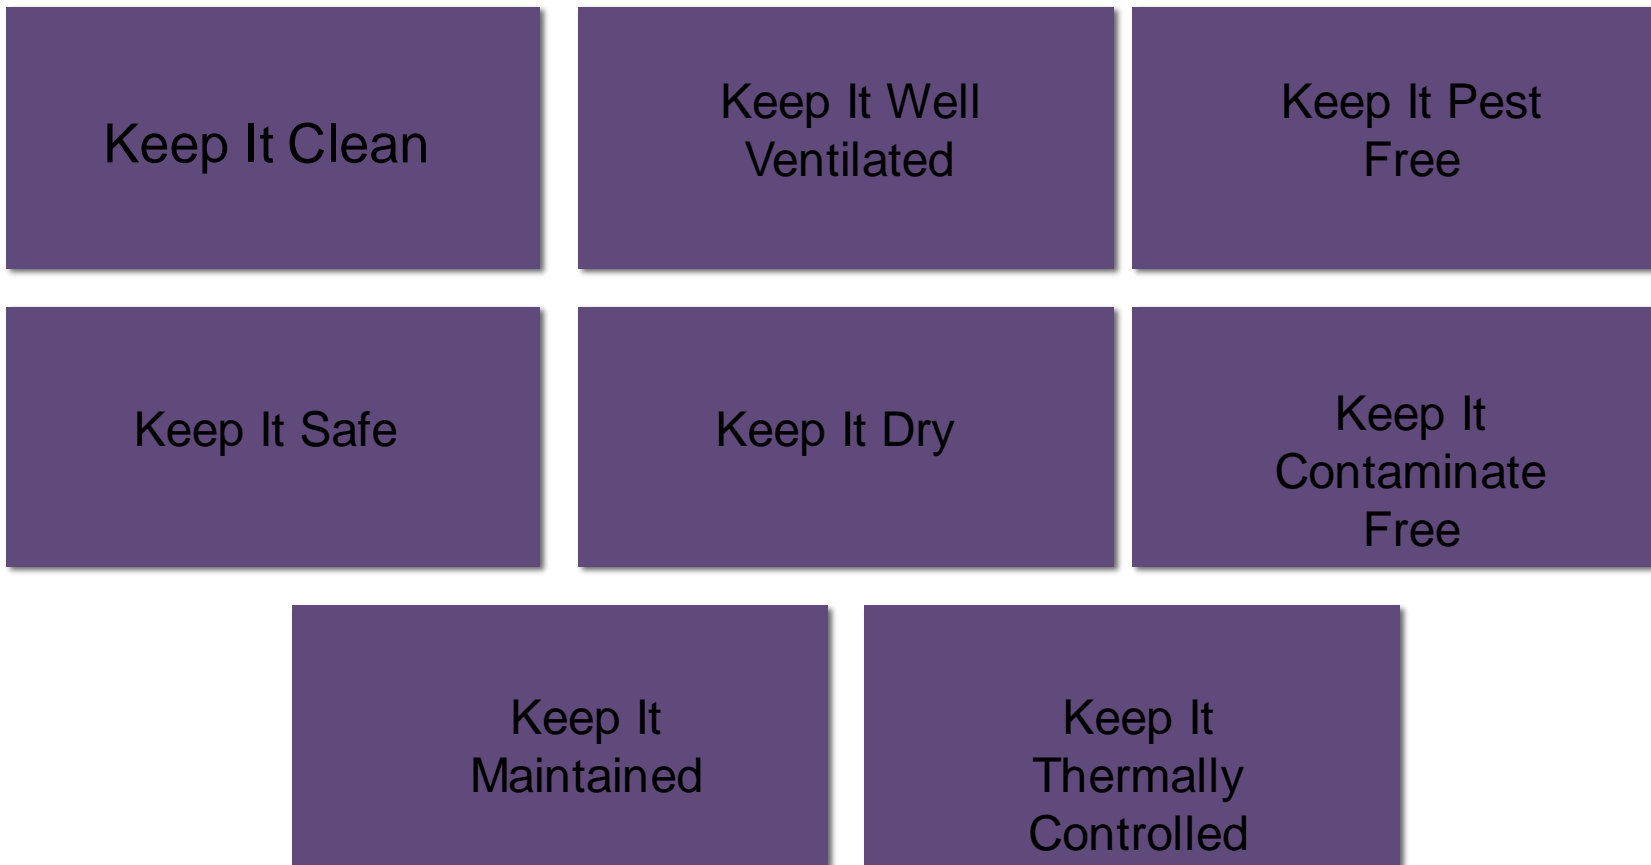 Keep It Clean
Keep It Well
Ventilated
Keep It Pest
Free
Keep It Safe
Keep It Dry
Keep It
Contaminate
Free
Keep It
Maintained
Keep It
Thermally
Controlled